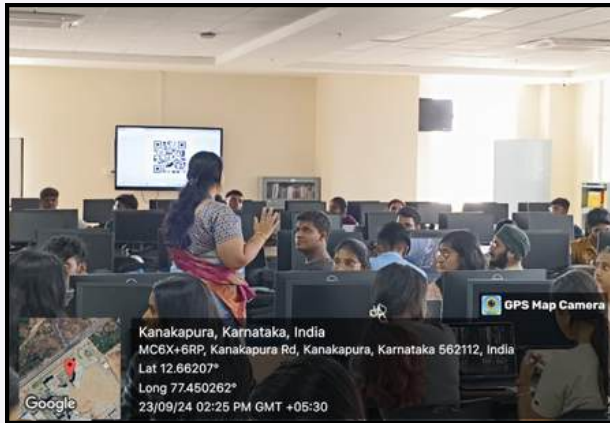 GPS Map Camera
Kanakapura, Karnataka, India
MC6X+6RP, Kanakapura Rd, Kanakapura, Karnataka 562112, India
Lat 12.66207°
Long 77.450262°
23/09/24 02:25 PM GMT +05:30
Google